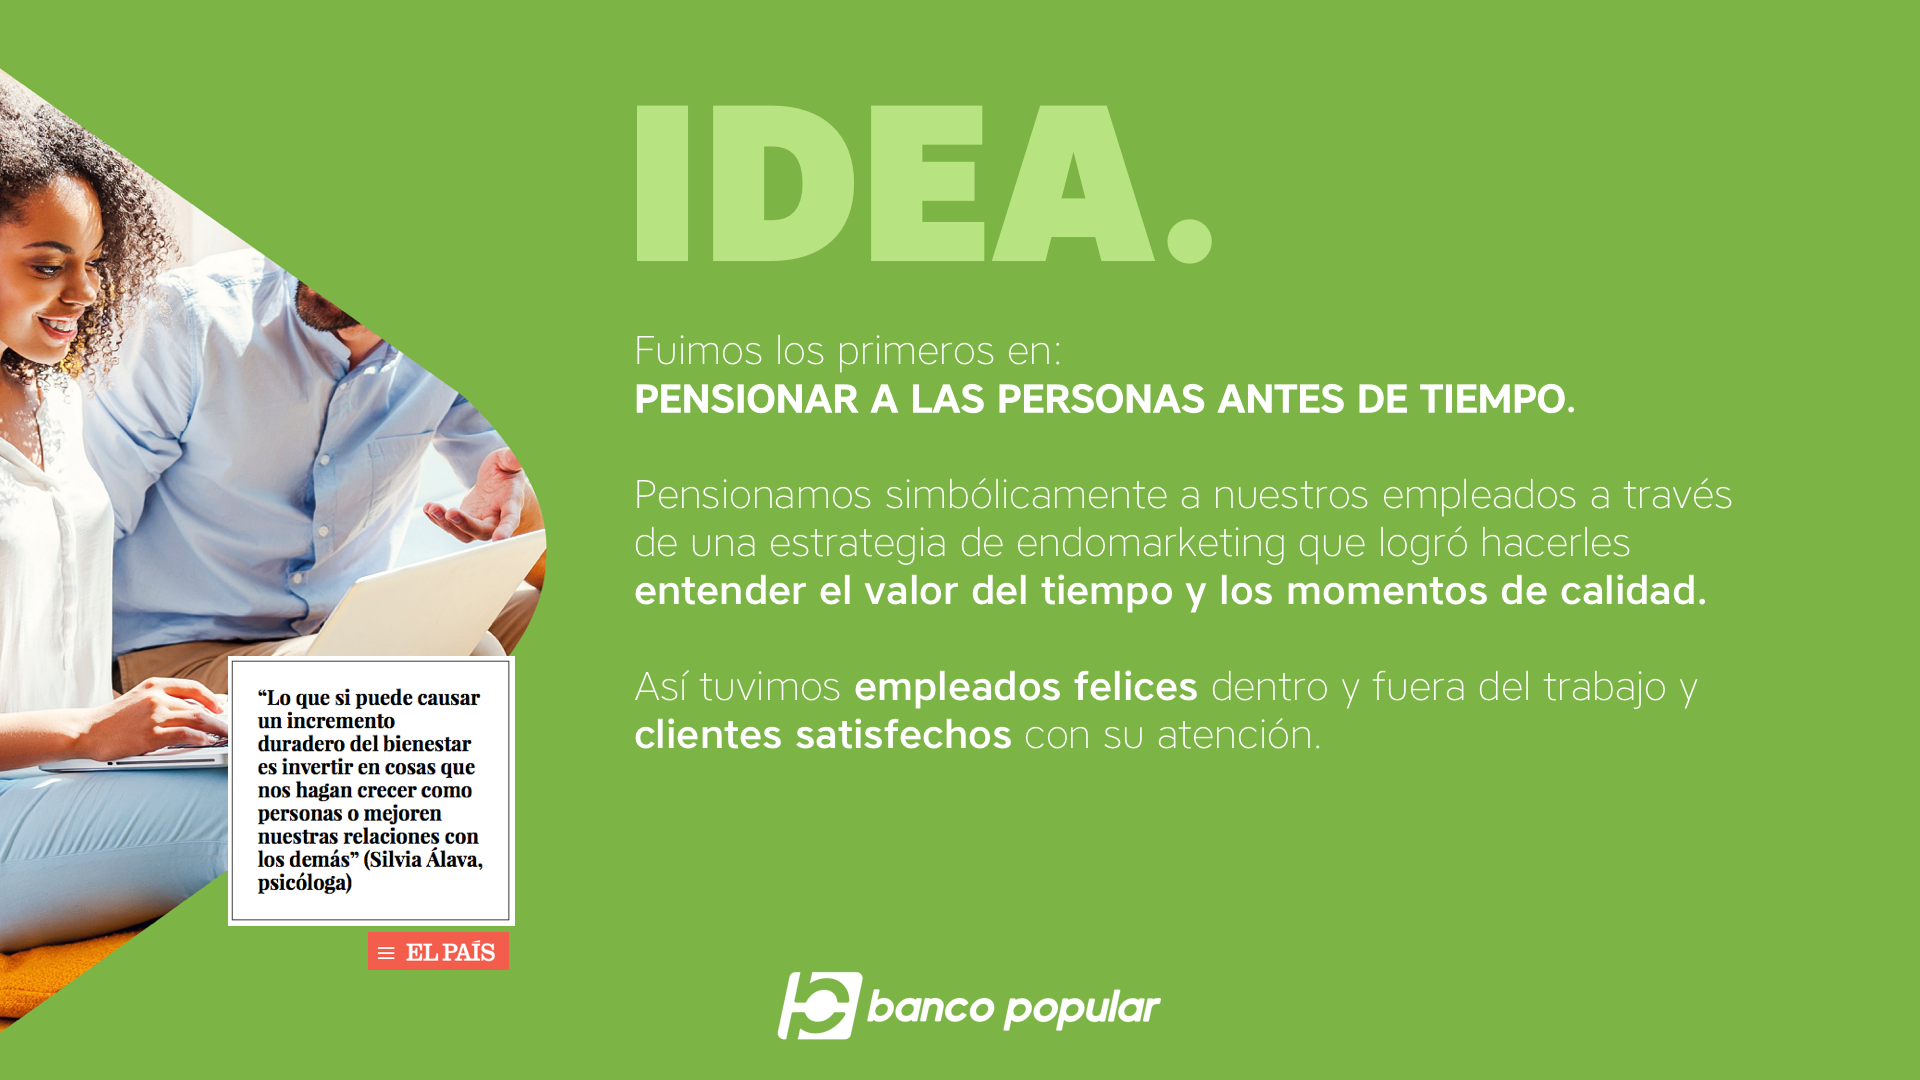 IDEA.
Fuimos los primeros en:
PENSIONAR A LAS PERSONAS ANTES DE TIEMPO.
Pensionamos simbólicamente a nuestros empleados a través
de una estrategia de endomarketing que logró hacerles
entender el valor del tiempo y los momentos de calidad.
Así tuvimos empleados felices dentro y fuera del trabajo y
clientes satisfechos con su atención.
“Lo que si puede causar
un incremento
duradero del bienestar
es invertir en cosas que
nos hagan crecer como
personas o mejoren
nuestras relaciones con
los demás” (Silvia Álava,
psicóloga)
EL PAÍS
banco popular